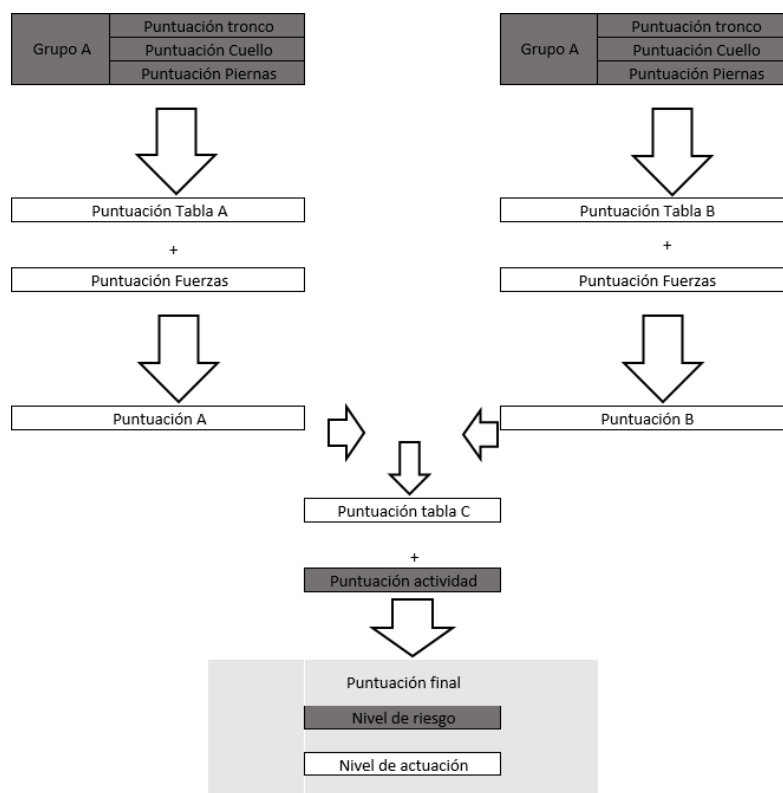 Grupo A
Puntuación tronco
Puntuación Cuello
Puntuación Piernas
Grupo A
Puntuación tronco
Puntuación Cuello
Puntuación Piernas
Puntuación Tabla A
Puntuación Tabla B
+
+
Puntuación Fuerzas
Puntuación Fuerzas
Puntuación A
Puntuación B
Puntuación tabla C
+
Puntuación actividad
Puntuación final
Nivel de riesgo
Nivel de actuación